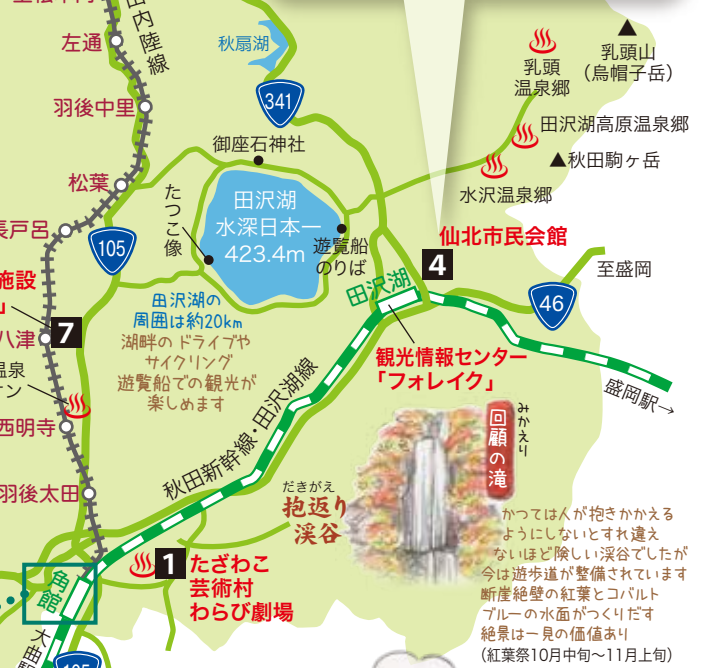 山内陸線
左通
羽後中里
松葉
戸呂
105
施設
八津
7
温泉
西明寺
羽後太田
秋扇湖
341
御座石神社
たつこ像
田沢湖
水深日本一
423.4m
遊覧船
のりば
田沢湖の
周囲は約20km
湖畔のドライブや
サイクリング
遊覧船での観光が
楽しめます
乳頭
温泉郷
▲
乳頭山
(烏帽子岳)
田沢湖高原温泉郷
▲秋田駒ヶ岳
水沢温泉郷
仙北市民会館
4
田沢湖
至盛岡
46
観光情報センター
「フォレイク」
盛岡駅→
秋田新幹線・田沢湖線
みかえり
回顧の滝
だきがえ
抱返り
渓谷
かつては人が抱きかかえる
ようにしないとすれ違え
ないほど険しい渓谷でしたが
今は遊歩道が整備されています
断崖絶壁の紅葉とコバルト
ブルーの水面がつくりだす
絶景は一見の価値あり
(紅葉祭10月中旬〜11月上旬)
1
たざわこ
芸術村
わらび劇場
角館
大曲
105